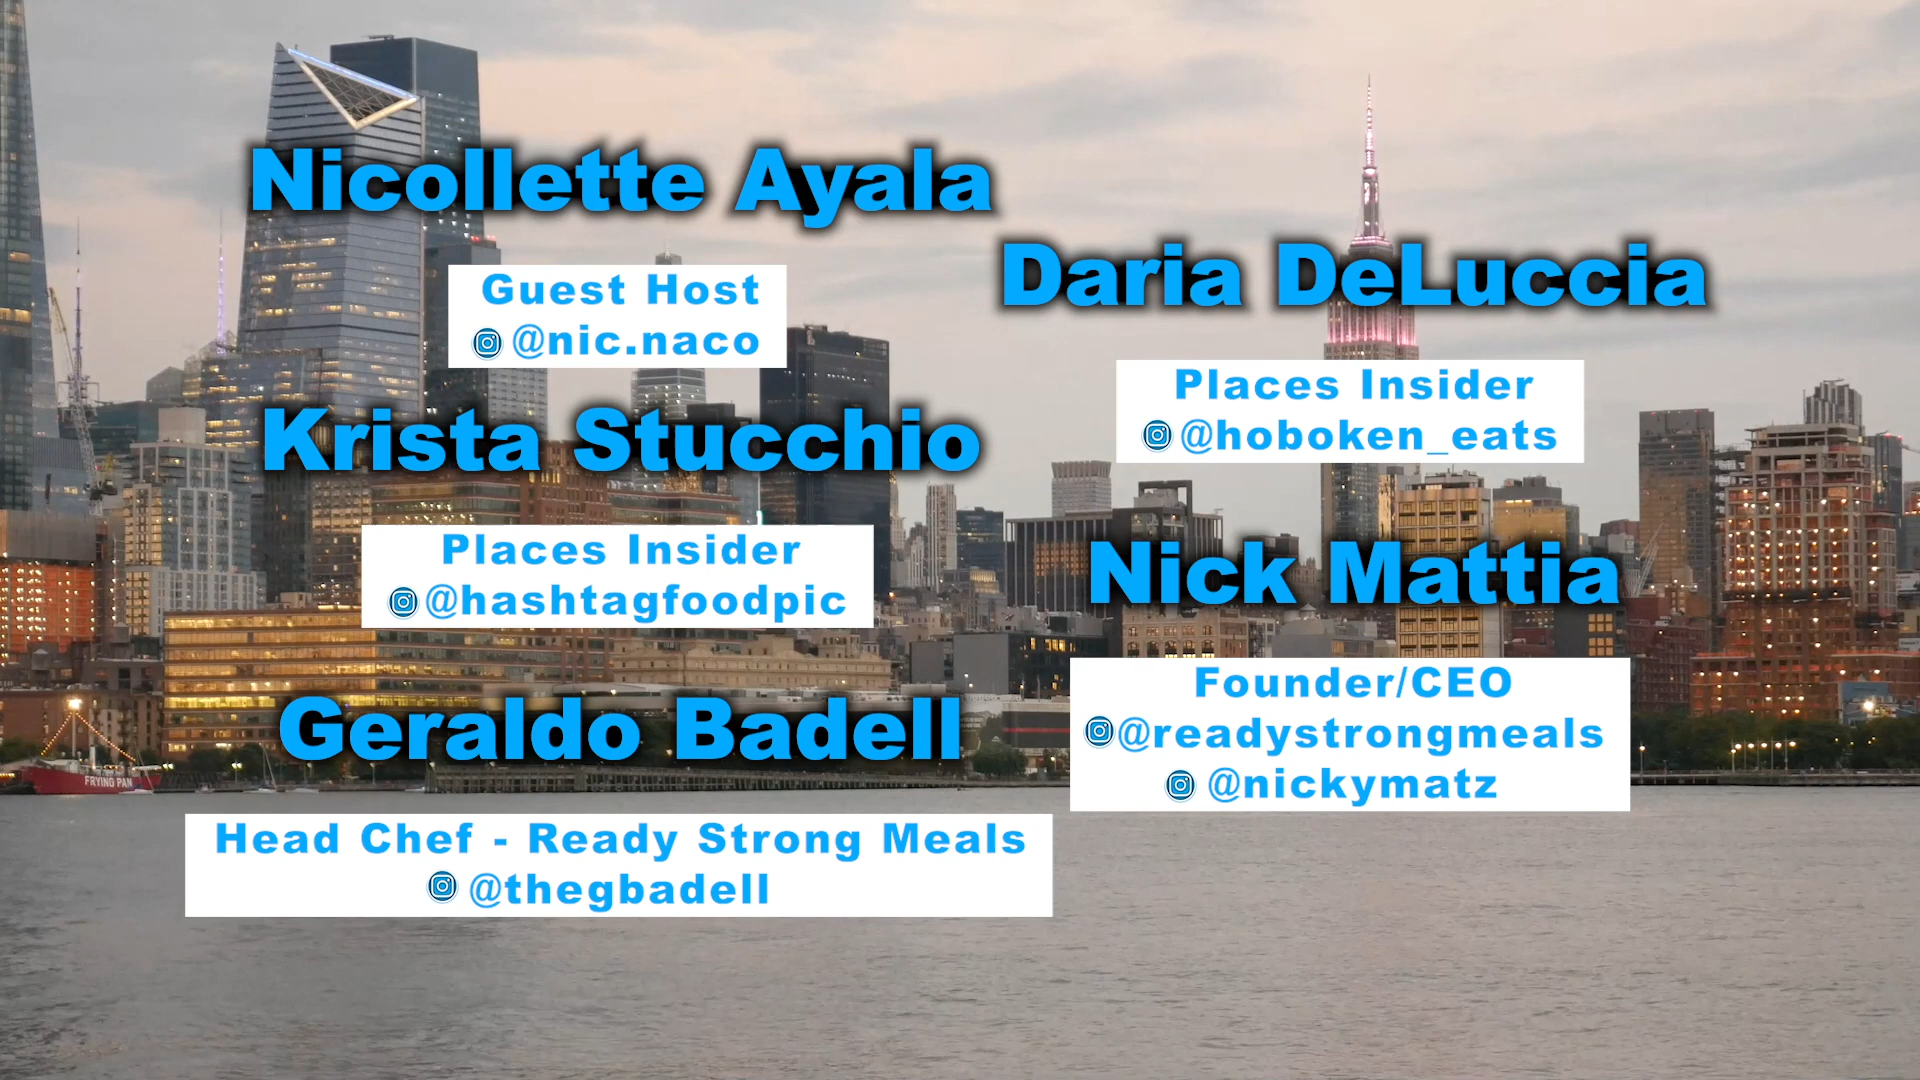 Nicollette Ayala
Guest Host
@nic.naco
Krista Stucchio
Places Insider
@hashtagfoodpic
Geraldo Badell
Head Chef - Ready Strong Meals
@thegbadell
Daria DeLuccia
Places Insider
@hoboken_eats
Nick Mattia
Founder/CEO
@readystrongmeals
@nickymatz
FRYING PAN